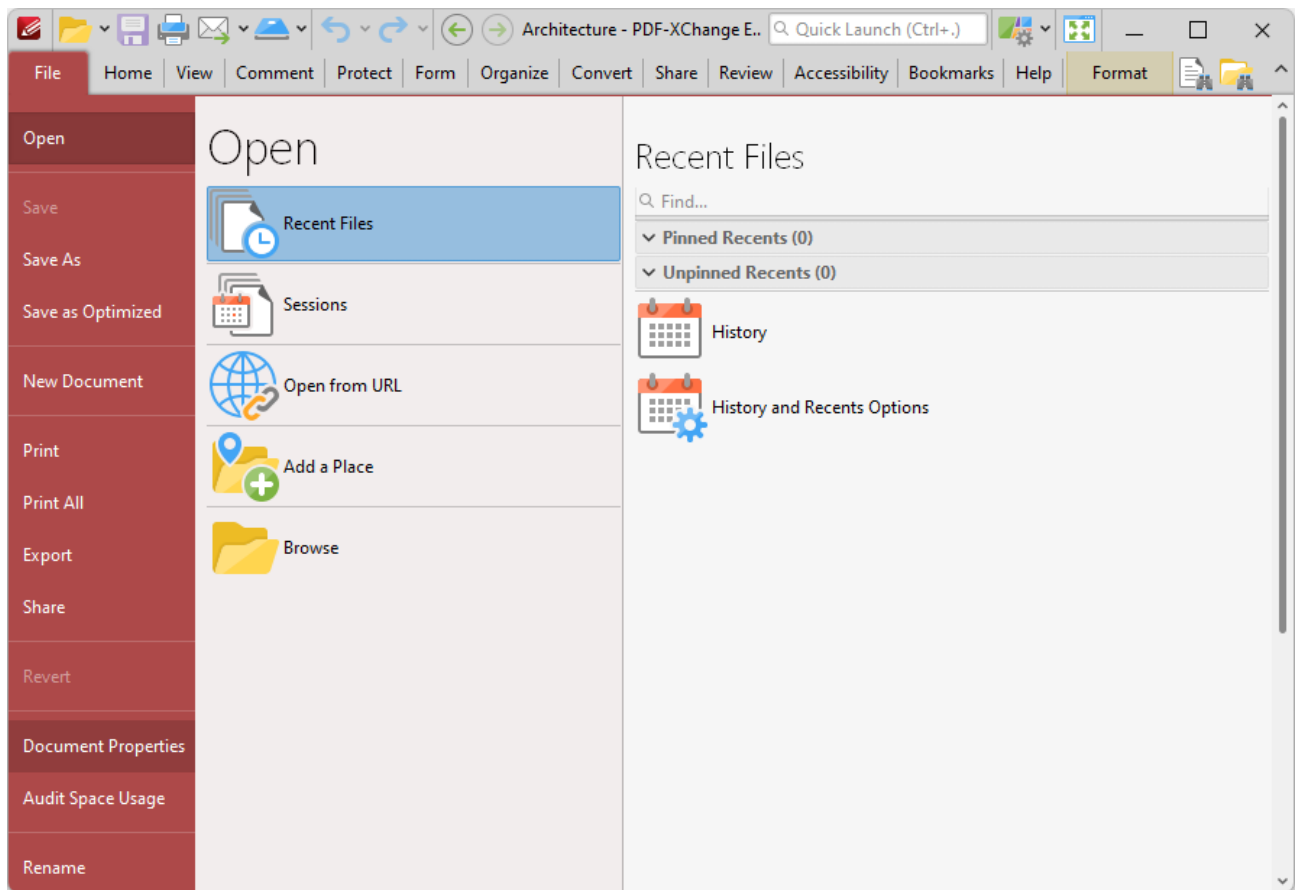 Architecture - PDF-XChange E.. Quick Launch (Ctrl+.)
File Home View Comment Protect Form Organize Convert Share Review Accessibility Bookmarks Help Format
Open
Save
Save As
Save as Optimized
New Document
Print
Print All
Export
Share
Revert
Document Properties
Audit Space Usage
Rename
Open
Recent Files
Sessions
Open from URL
Add a Place
Browse
Recent Files
Find...
Pinned Recents (0)
Unpinned Recents (0)
History
History and Recents Options